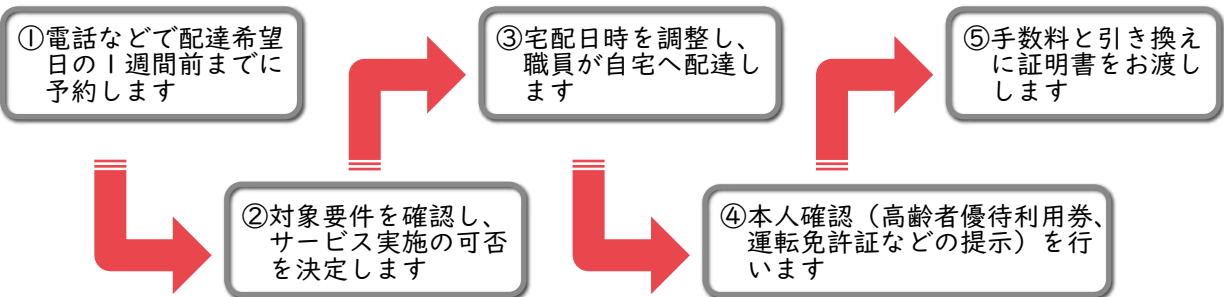 ①電話などで配達希望
日の1週間前までに
予約します
②対象要件を確認し、
サービス実施の可否
を決定します
③宅配日時を調整し、
職員が自宅へ配達し
ます
④本人確認（高齢者優待利用券、
運転免許証などの提示）を行
います
⑤手数料と引き換え
に証明書をお渡し
します